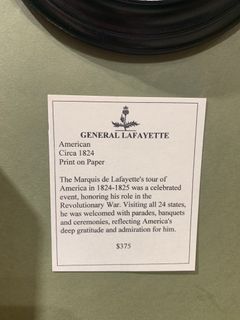 GENERAL LAFAYETTE
American
Circa 1824
Print on Paper
The Marquis de Lafayette's tour of
America in 1824-1825 was a celebrated
event, honoring his role in the
Revolutionary War. Visiting all 24 states,
he was welcomed with parades, banquets
and ceremonies, reflecting America's
deep gratitude and admiration for him.
$375